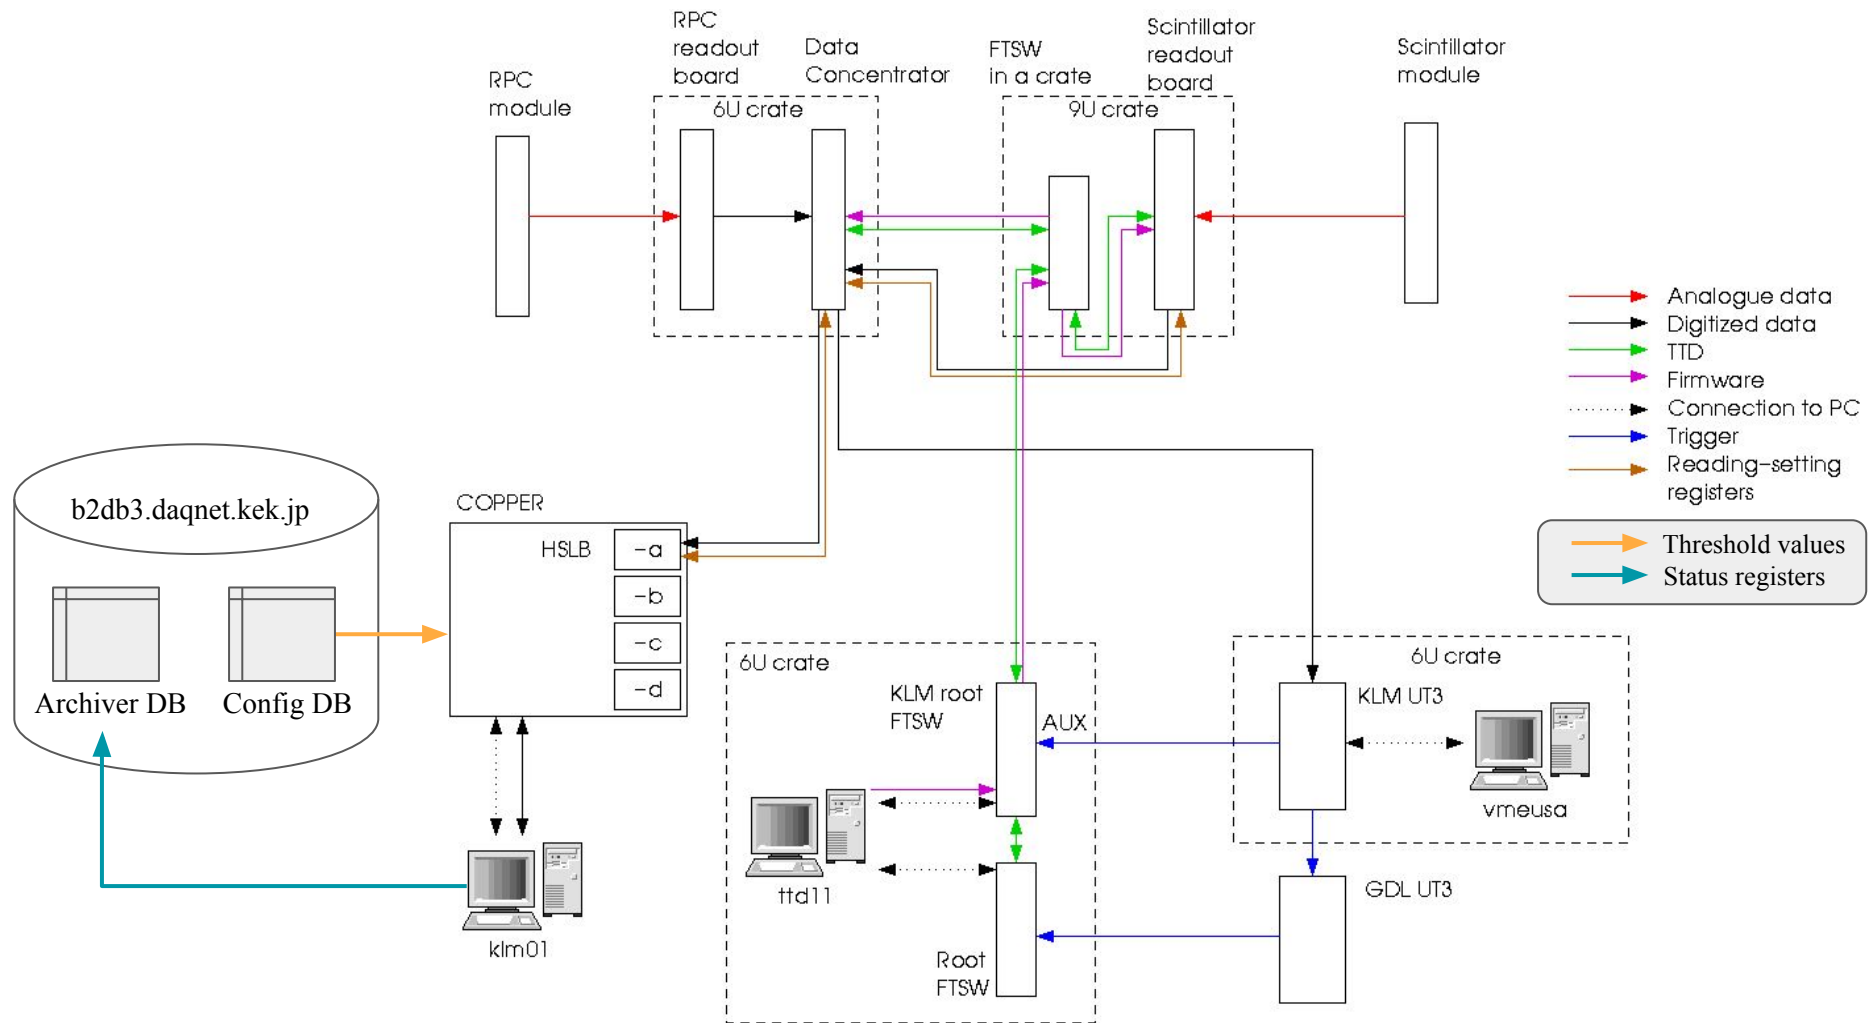 RPC
readout
board
Data
Concentrator
FTSW
in a crate
Scintillator
readout
board
Scintillator
module
RPC
module
6U crate
9U crate
Analogue data
Digitized data
TTD
Firmware
Connection to PC
Trigger
Reading-setting
registers
Threshold values
Status registers
b2db3.daqnet.kek.jp
Archiver DB
Config DB
COPPER
HSLB
-a
-b
-c
-d
klm01
6U crate
KLM root
FTSW
AUX
ttd11
Root
FTSW
6U crate
KLM UT3
vmeusa
GDL UT3